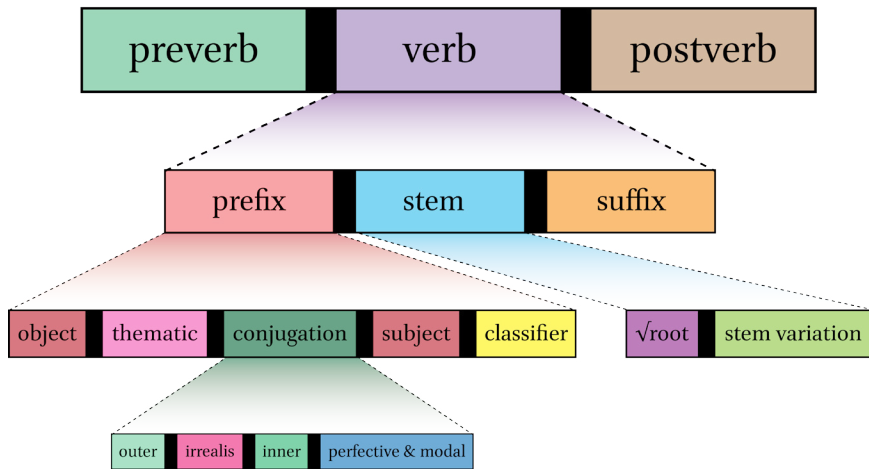 preverb verb postverb
prefix stem suffix
object thematic conjugation subject classifier √root stem variation
outer irrealis inner perfective & modal